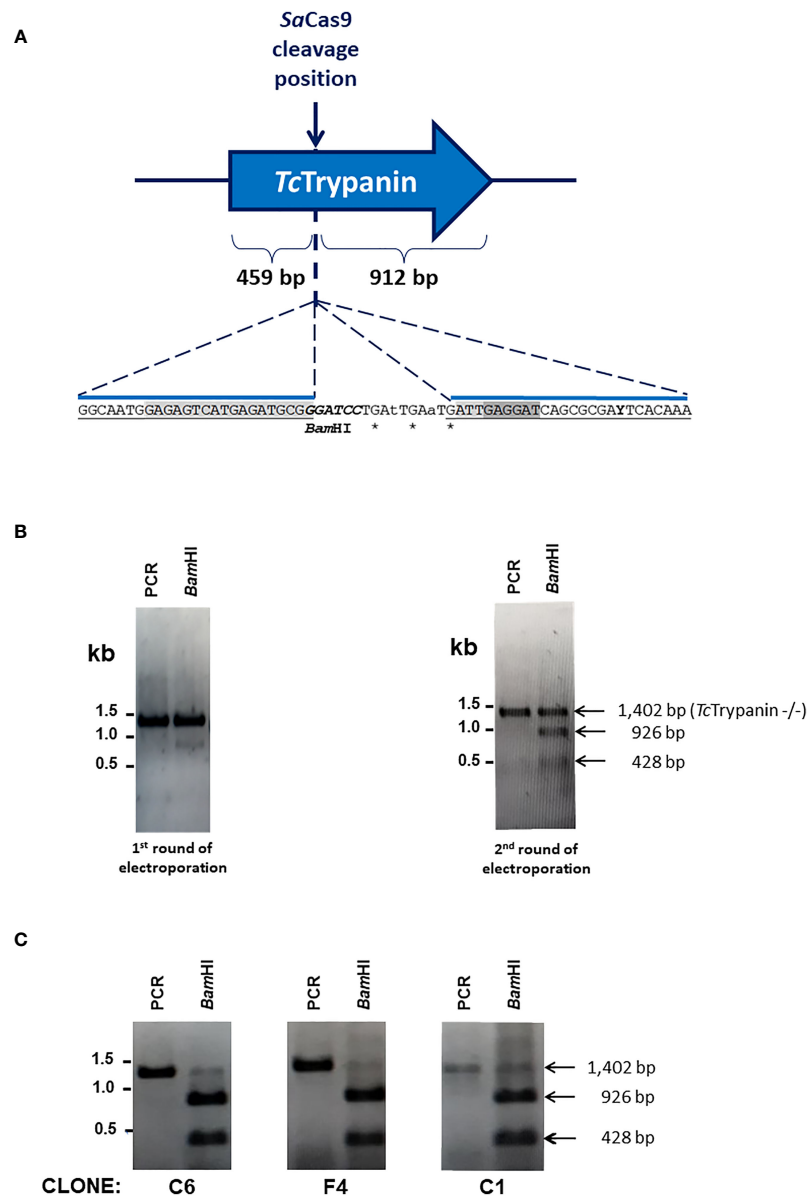 A
SaCas9
cleavage
position
TcTrypanin
459 bp
912 bp
GGCAATGGAGAGTCATGAGATGCGGGATCCTGAtTGAaTGATTGAGGATCAGCGCGAYTCACAAA
BamHI * * *
B
PCR
BamHI
kb
1.5
1.0
0.5
1st round of
electroporation
PCR
BamHI
kb
1.5
1.0
0.5
1,402 bp (TcTrypanin -/-)
926 bp
428 bp
2nd round of
electroporation
C
PCR
BamHI
PCR
BamHI
PCR
BamHI
1.5
1.0
0.5
1,402 bp
926 bp
428 bp
CLONE: C6 F4 C1